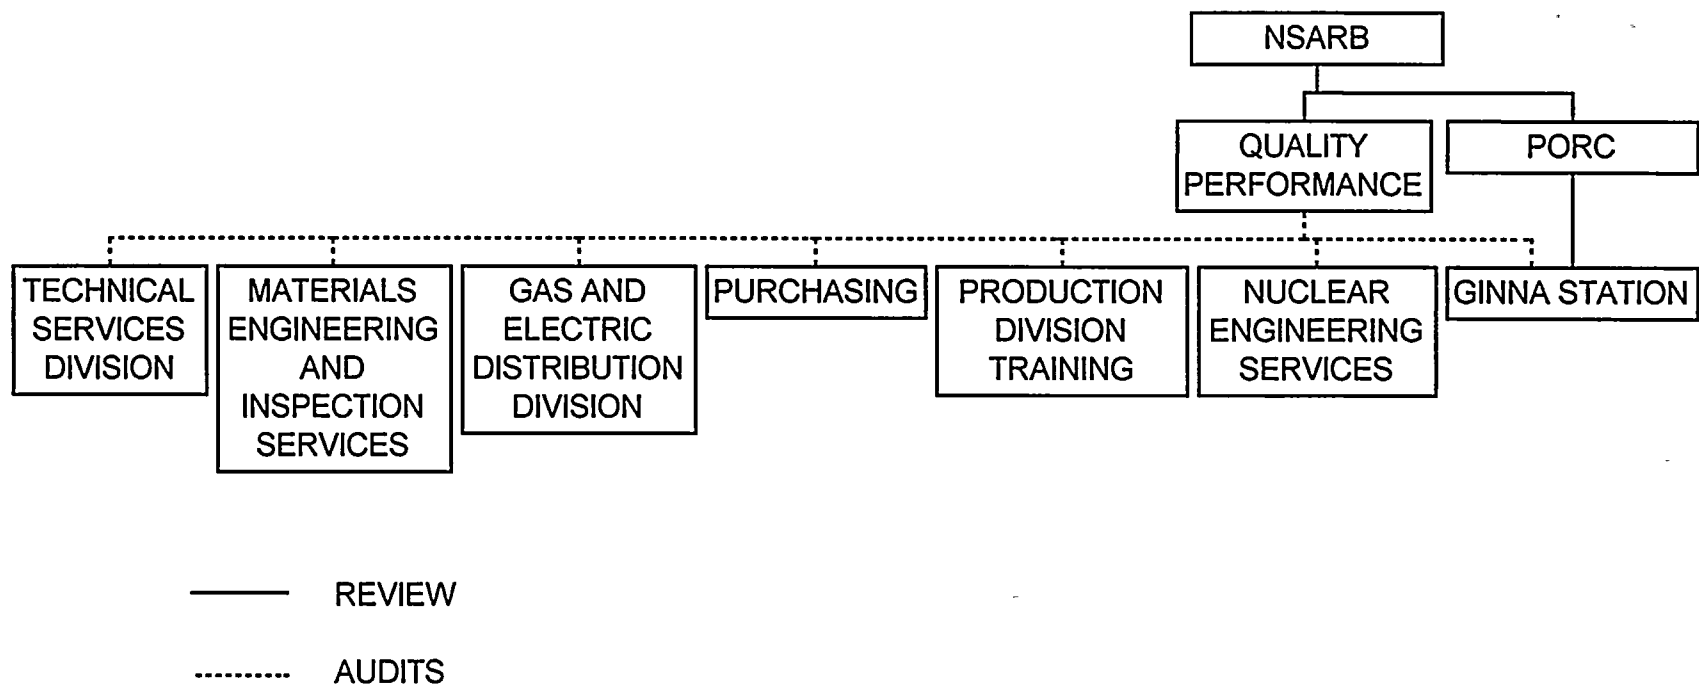 NSARB
QUALITY
PERFORMANCE
PORC
TECHNICAL
SERVICES
DIVISION
MATERIALS
ENGINEERING
AND
INSPECTION
SERVICES
GAS AND
ELECTRIC
DISTRIBUTION
DIVISION
PURCHASING
PRODUCTION
DIVISION
TRAINING
NUCLEAR
ENGINEERING
SERVICES
GINNA STATION
REVIEW
AUDITS